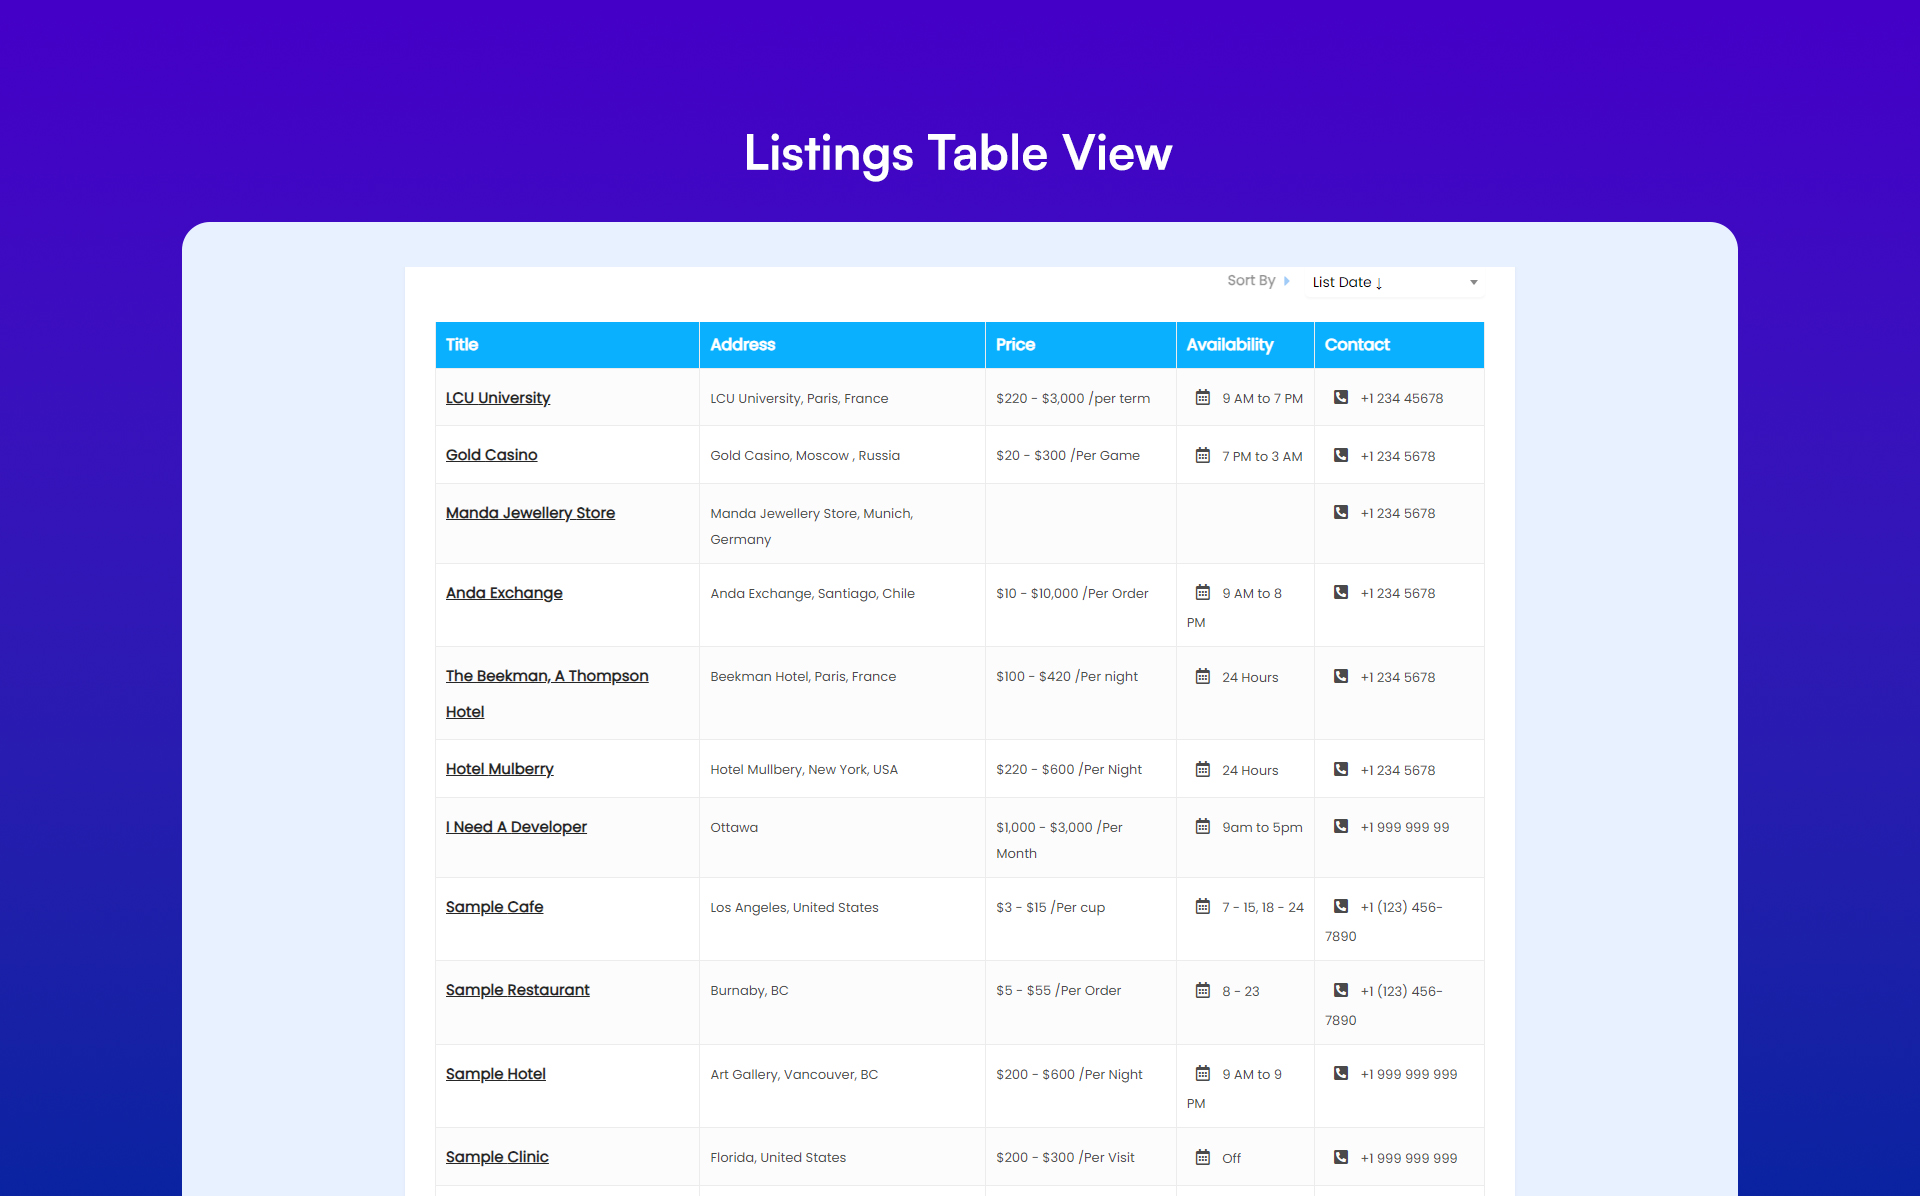 Listings Table View
Sort By List Date ↓
Title Address Price Availability Contact
LCU University LCU University, Paris, France $220 - $3,000 /per term 9 AM to 7 PM +1 234 45678
Gold Casino Gold Casino, Moscow , Russia $20 - $300 /Per Game 7 PM to 3 AM +1 234 5678
Manda Jewellery Store Manda Jewellery Store, Munich, +1 234 5678
Germany
Anda Exchange Anda Exchange, Santiago, Chile $10 - $10,000 /Per Order 9 AM to 8 +1 234 5678
PM
The Beekman, A Thompson Beekman Hotel, Paris, France $100 - $420 /Per night 24 Hours +1 234 5678
Hotel
Hotel Mulberry Hotel Mullbery, New York, USA $220 - $600 /Per Night 24 Hours +1 234 5678
I Need A Developer Ottawa $1,000 - $3,000 /Per 9am to 5pm +1 999 999 99
Month
Sample Cafe Los Angeles, United States $3 - $15 /Per cup 7 - 15, 18 - 24 +1 (123) 456-
7890
Sample Restaurant Burnaby, BC $5 - $55 /Per Order 8 - 23 +1 (123) 456-
7890
Sample Hotel Art Gallery, Vancouver, BC $200 - $600 /Per Night 9 AM to 9 +1 999 999 999
PM
Sample Clinic Florida, United States $200 - $300 /Per Visit Off +1 999 999 999